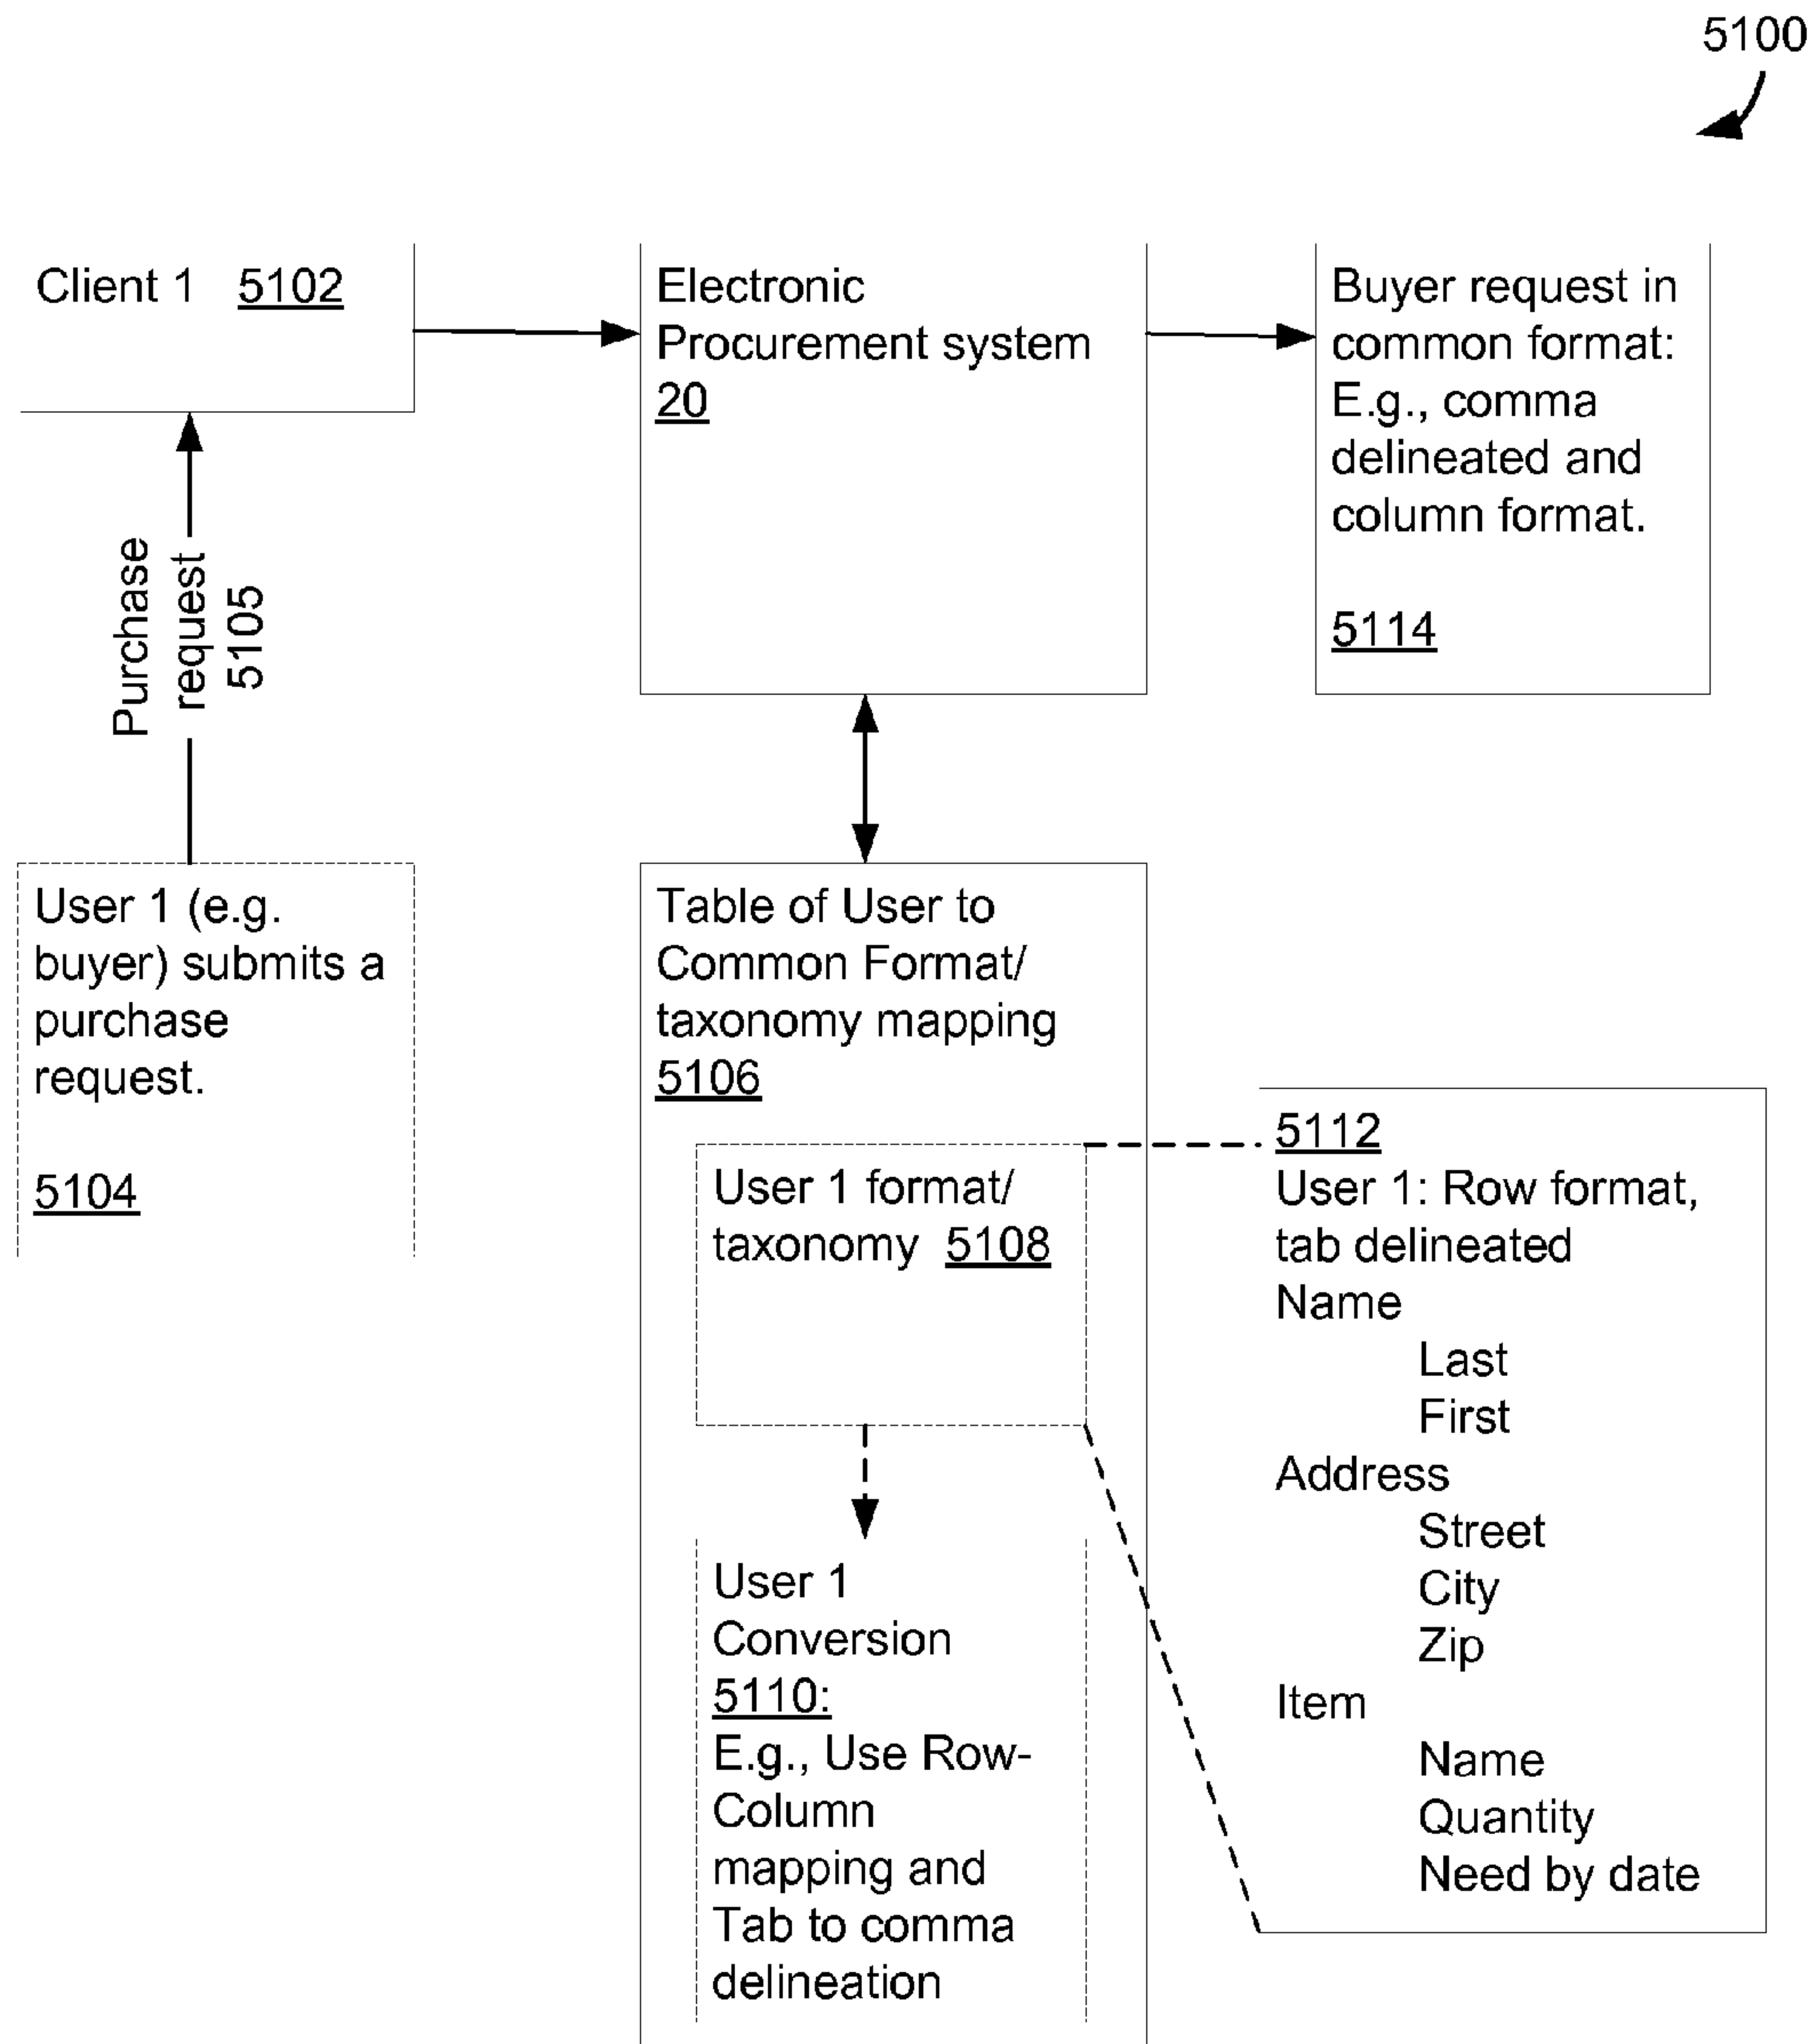 5100
Client 1 5102
Electronic
Procurement system
20
Buyer request in
common format:
E.g., comma
delineated and
column format.
5114
Purchase
request
5105
User 1 (e.g.
buyer) submits a
purchase
request.
5104
Table of User to
Common Format/
taxonomy mapping
5106
User 1 format/
taxonomy 5108
User 1
Conversion
5110:
E.g., Use Row-
Column
mapping and
Tab to comma
delineation
5112
User 1: Row format,
tab delineated
Name
Last
First
Address
Street
City
Zip
Item
Name
Quantity
Need by date